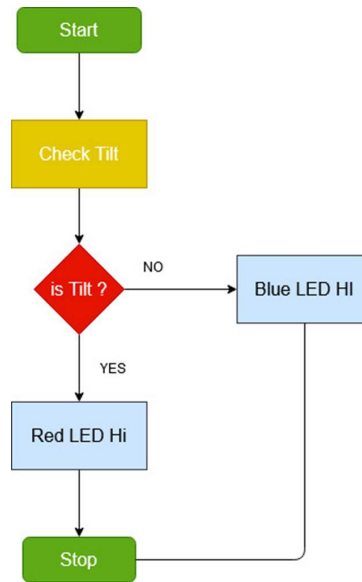 Start
Check Tilt
is Tilt ?
NO
Blue LED HI
YES
Red LED Hi
Stop